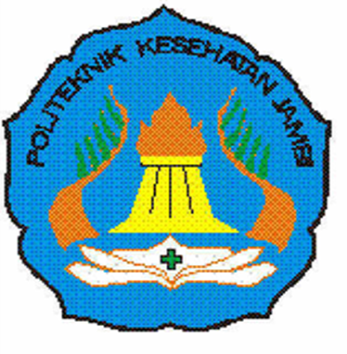 POLITEKNIK KESEHATAN JAMBI